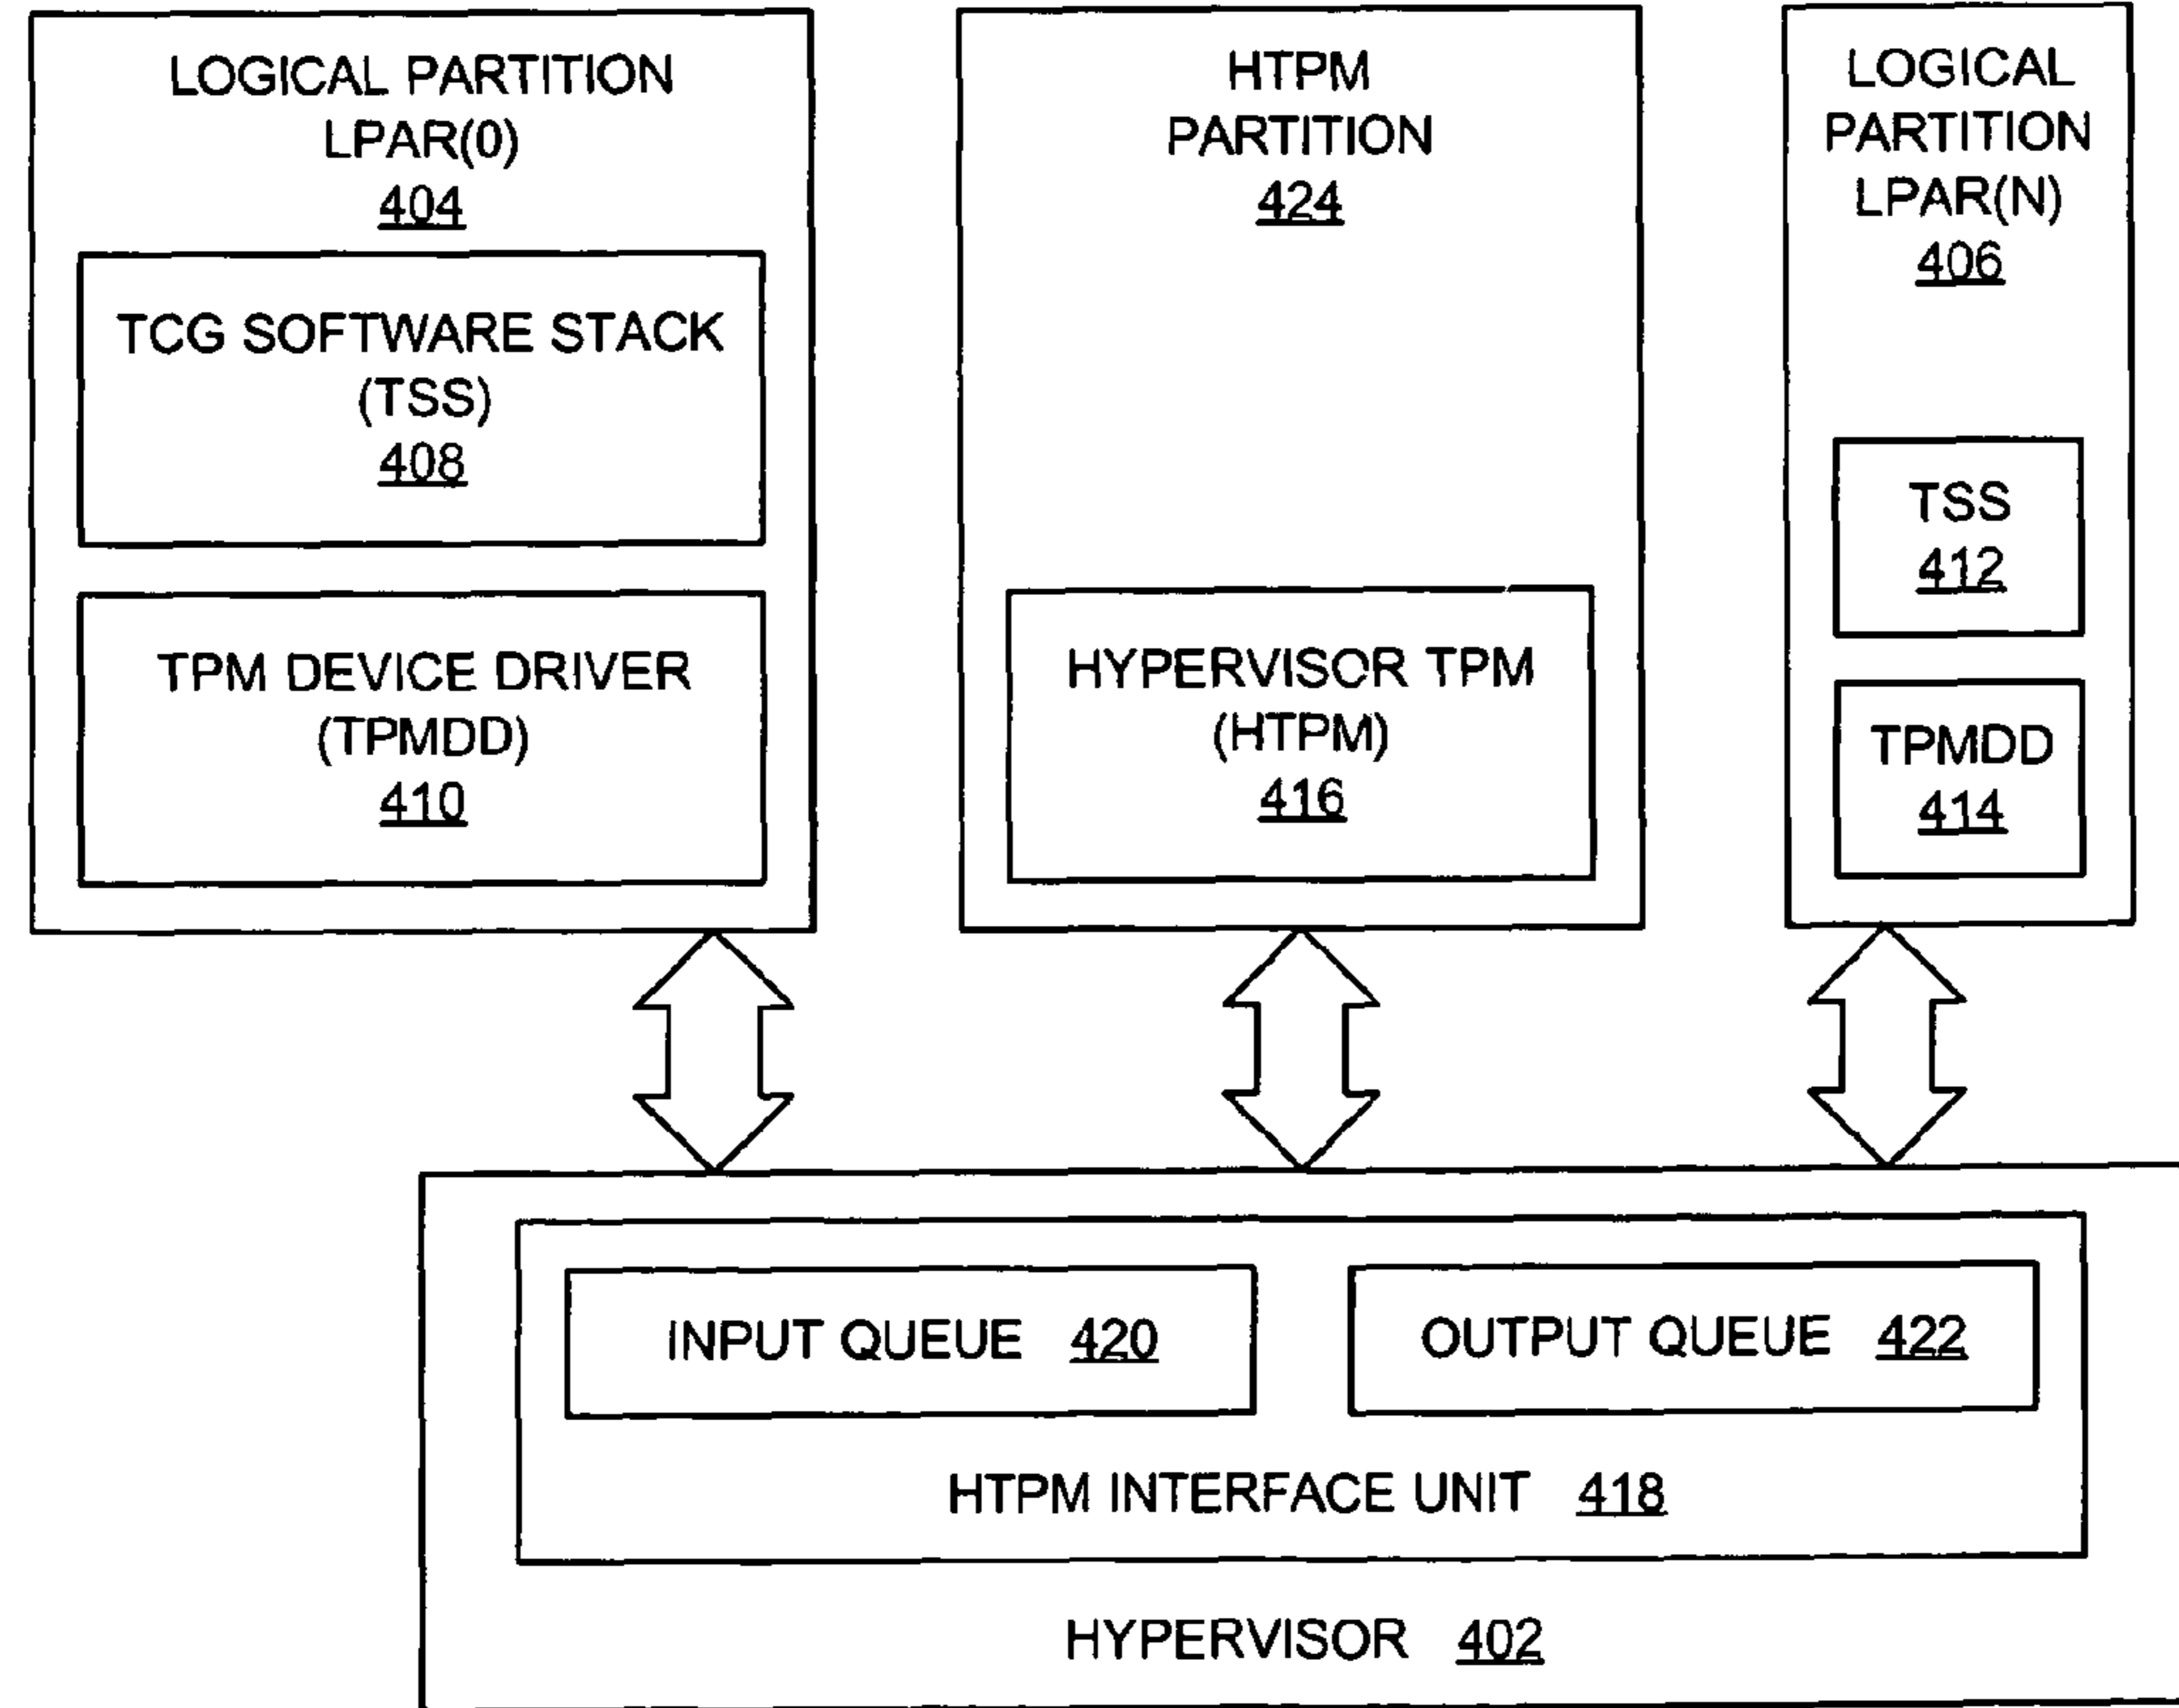 LOGICAL PARTITION
LPAR(0)
404
TCG SOFTWARE STACK
(TSS)
408
TPM DEVICE DRIVER
(TPMDD)
410
HTPM
PARTITION
424
HYPERVISOR TPM
(HTPM)
416
LOGICAL
PARTITION
LPAR(N)
406
TSS
412
TPMDD
414
INPUT QUEUE 420
OUTPUT QUEUE 422
HTPM INTERFACE UNIT 418
HYPERVISOR 402